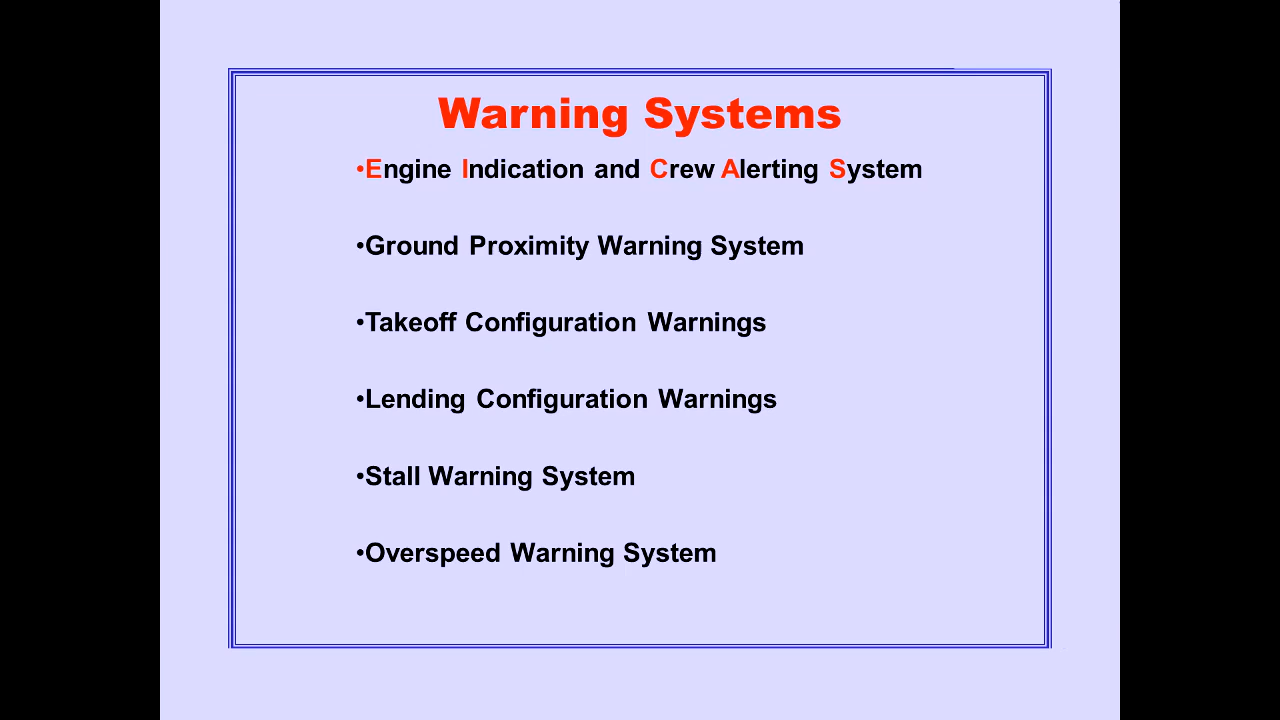 Warning Systems
•Engine Indication and Crew Alerting System
•Ground Proximity Warning System
•Takeoff Configuration Warnings
•Lending Configuration Warnings
•Stall Warning System
•Overspeed Warning System